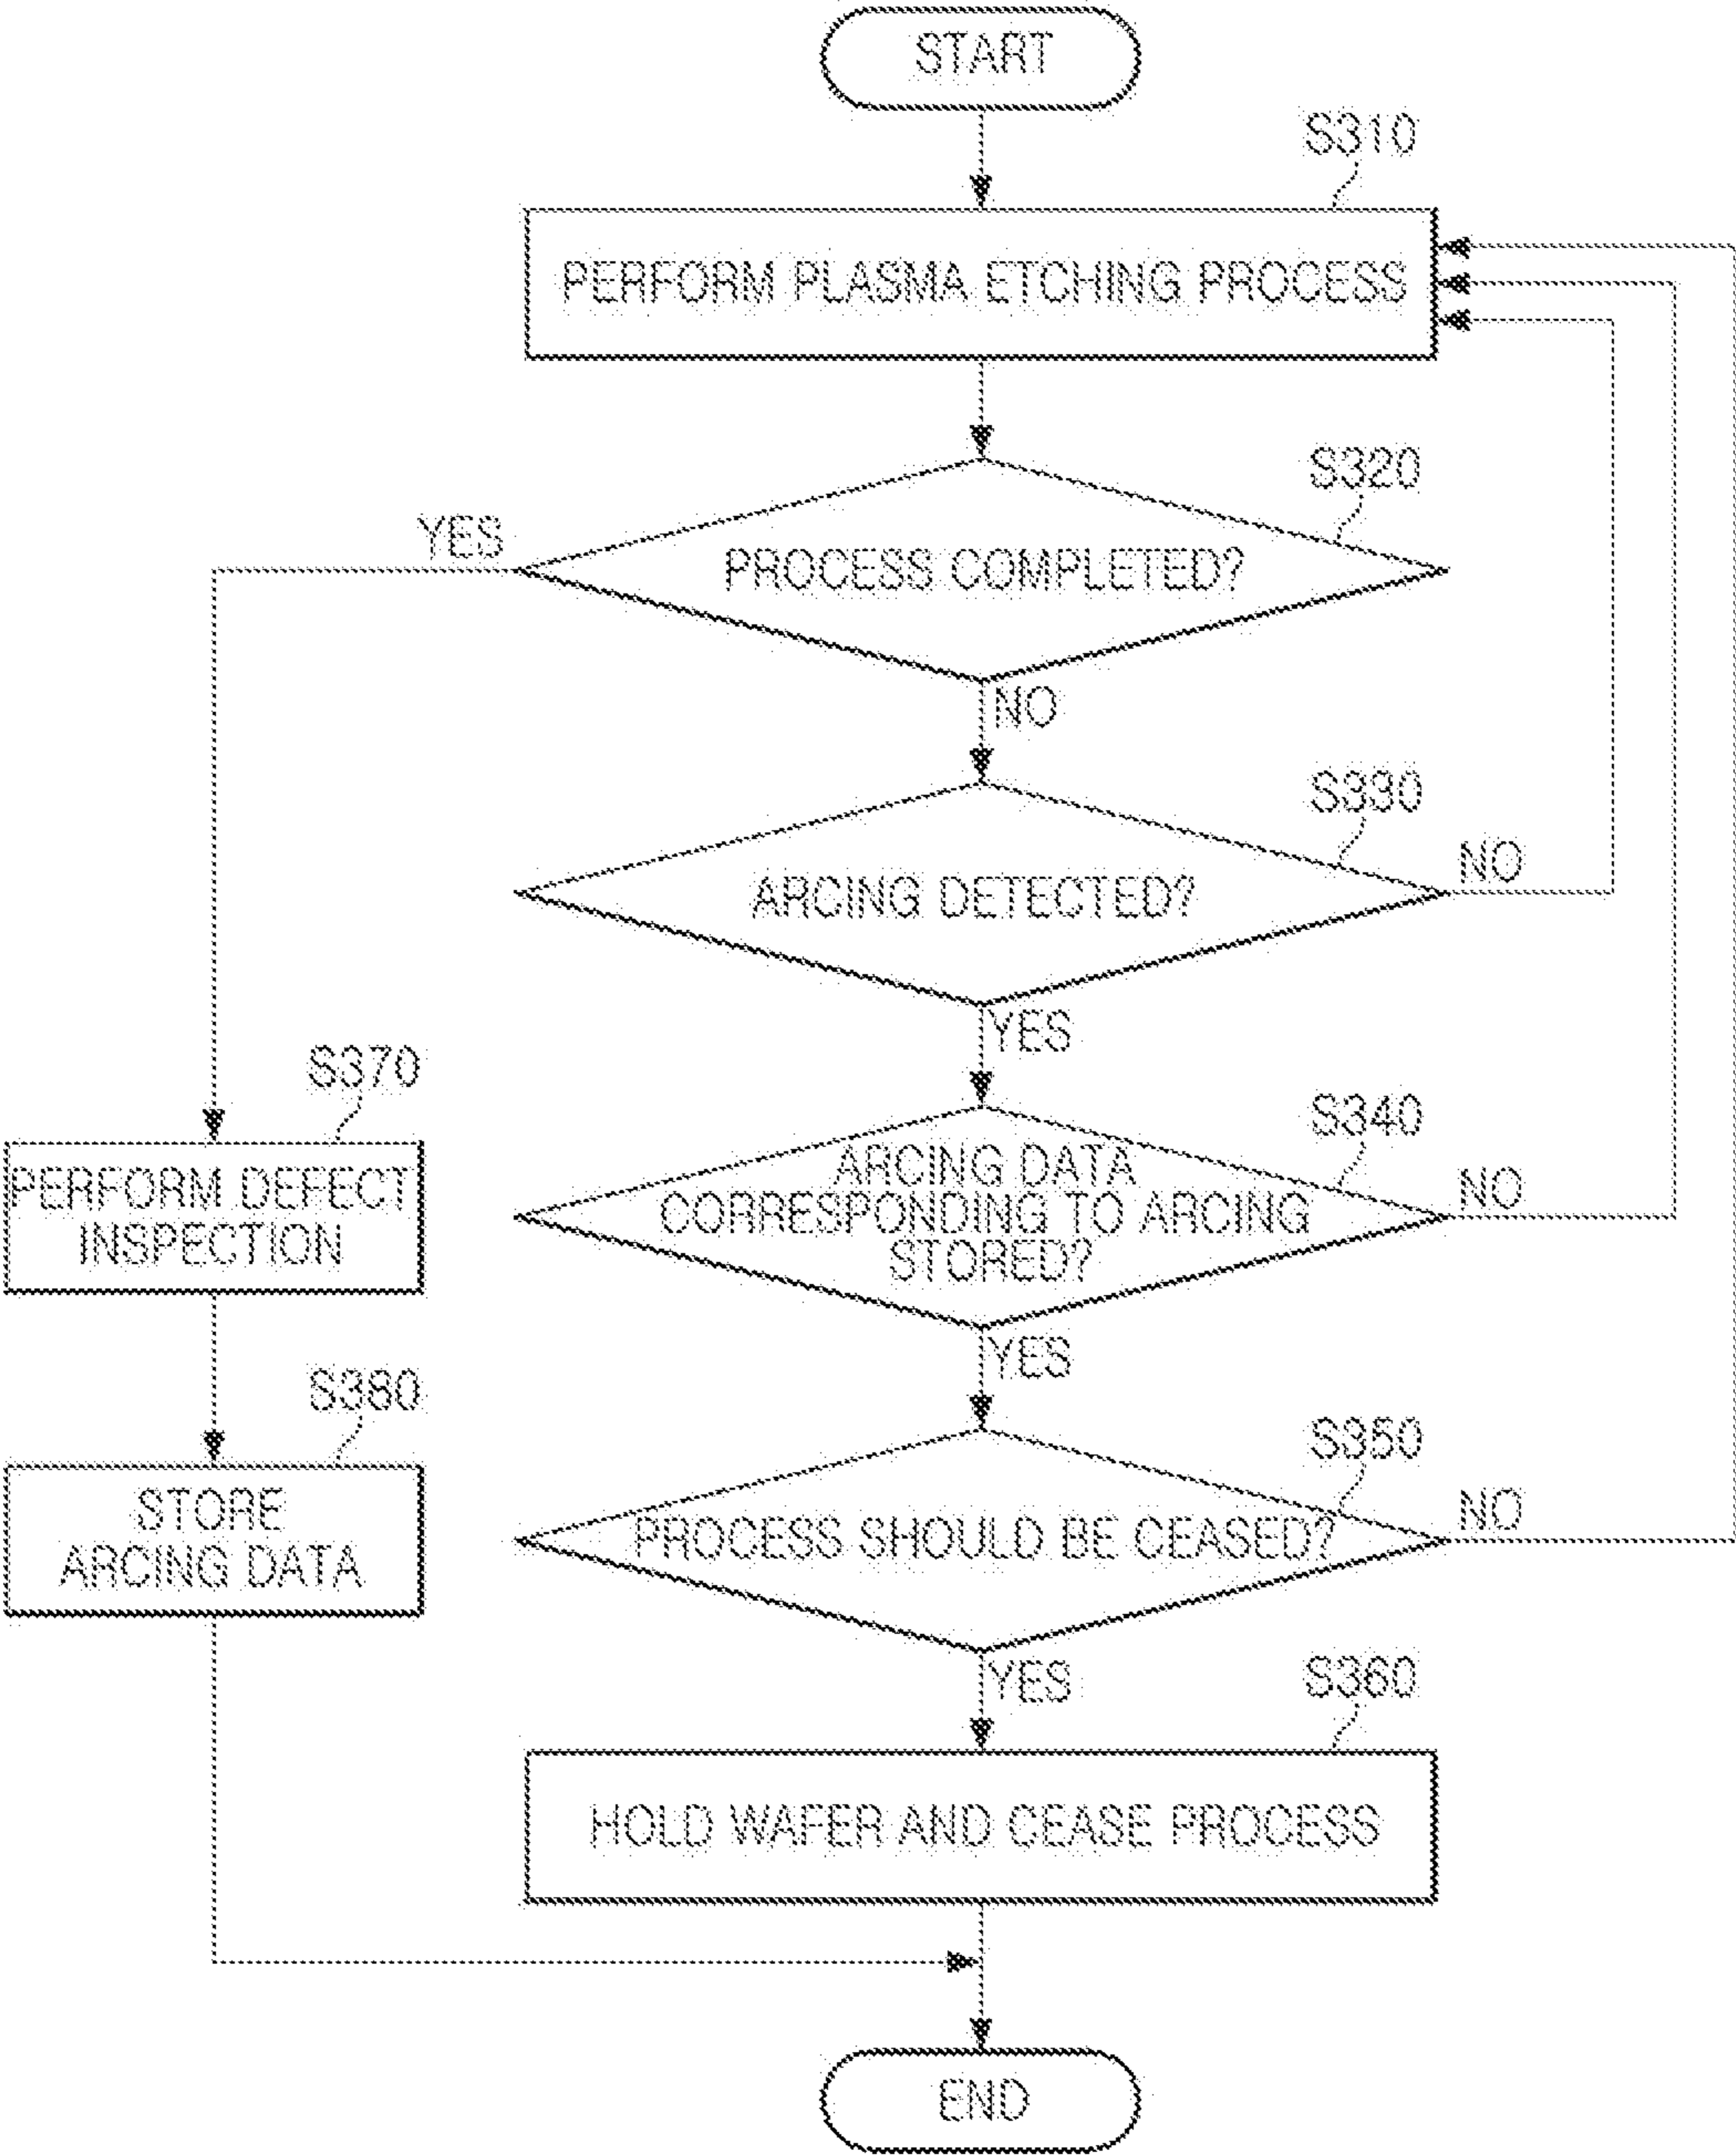 START
S310
PERFORM PLASMA ETCHING PROCESS
S320
YES
PROCESS COMPLETED?
NO
S330
NO
ARCING DETECTED?
YES
S370
PERFORM DEFECT
INSPECTION
S340
ARCING DATA
CORRESPONDING TO ARCING
STORED?
NO
YES
S380
STORE
ARCING DATA
S350
PROCESS SHOULD BE CEASED?
NO
YES
S360
HOLD WAFER AND CEASE PROCESS
END